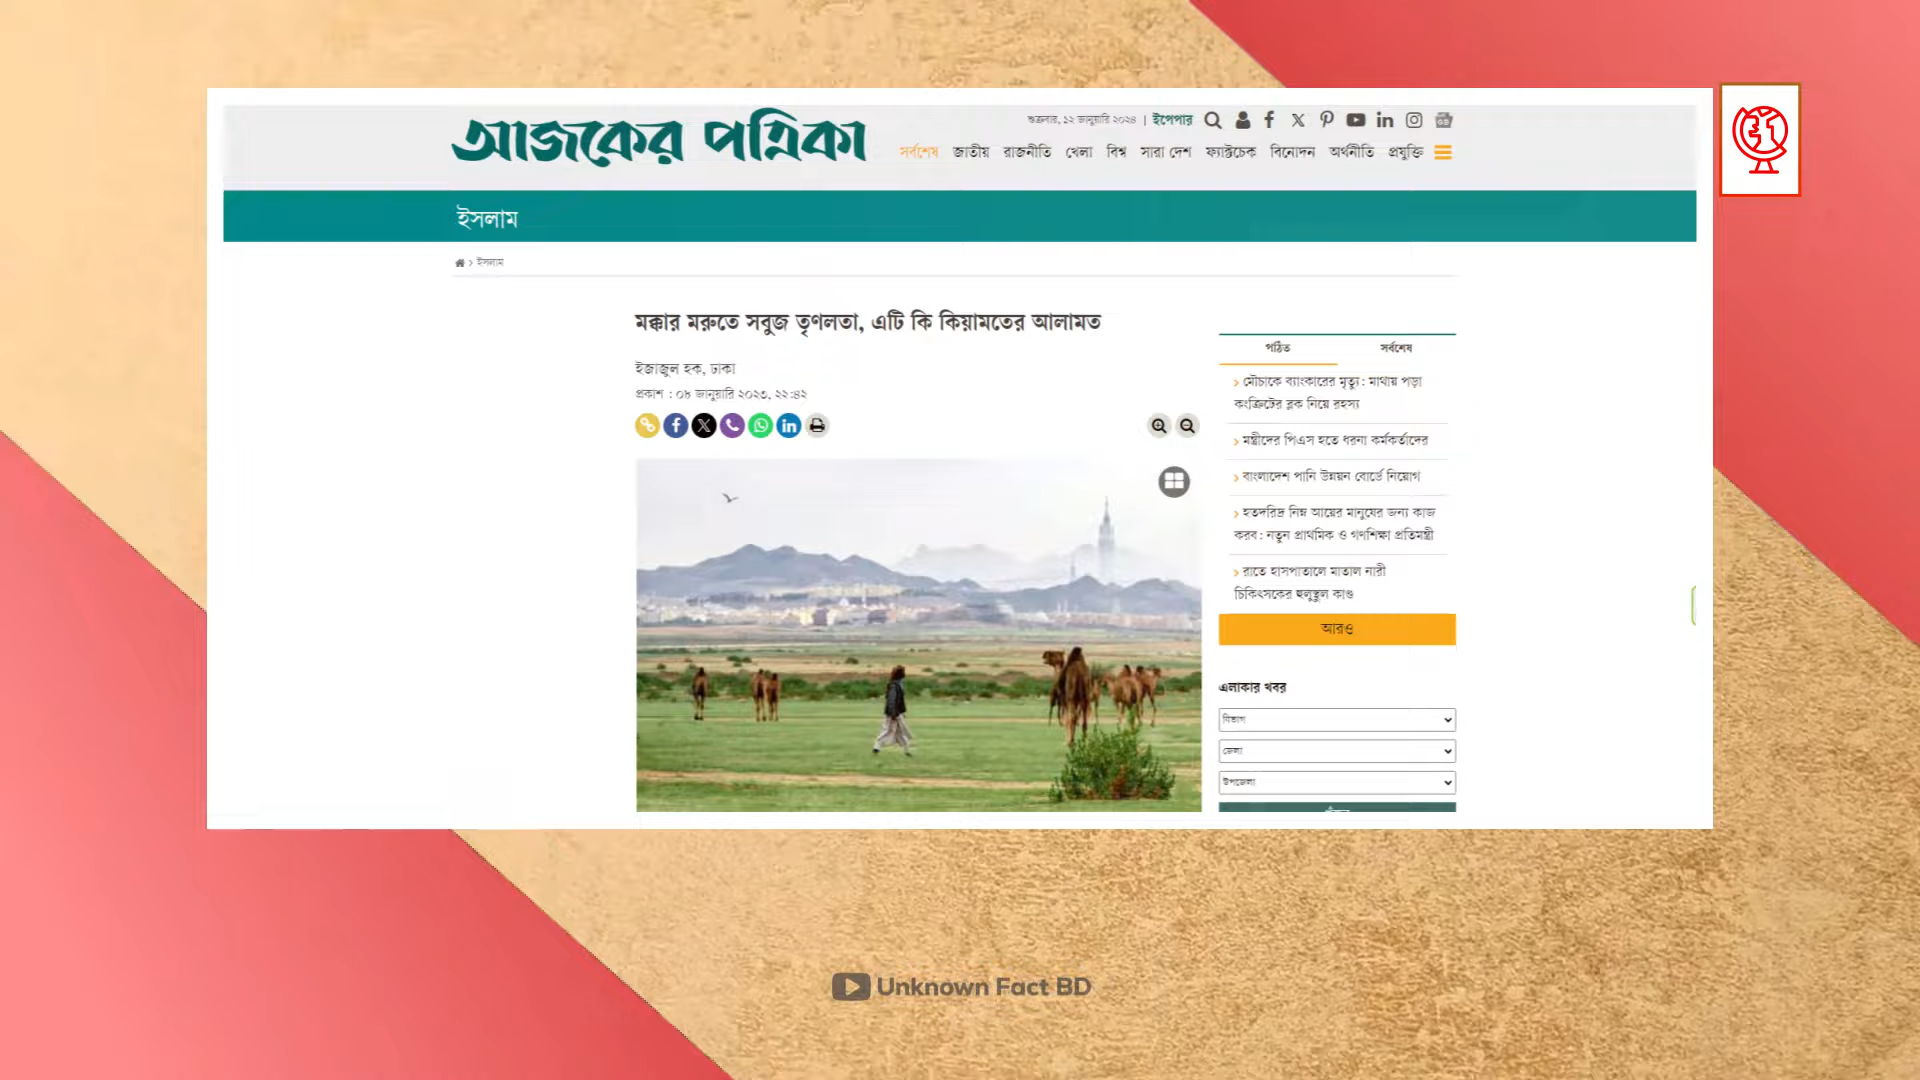 আজকের পত্রিকা
শুক্রবার, ১২ জানুয়ারি ২০২৪ | ইপেপার
সর্বশেষ জাতীয় রাজনীতি খেলা বিশ্ব সারা দেশ ফ্যাক্টচেক বিনোদন অর্থনীতি প্রযুক্তি
ইসলাম
> ইসলাম
মক্কার মরুতে সবুজ তৃণলতা, এটি কি কিয়ামতের আলামত
ইজাজুল হক, ঢাকা
প্রকাশ : ০৮ জানুয়ারি ২০২৩, ২২:৪২
পঠিত সর্বশেষ
মৌচাকে ব্যাংকারের মৃত্যু: মাথায় পড়া
কংক্রিটের ব্লক নিয়ে রহস্য
মন্ত্রীদের পিএস হতে ধরনা কর্মকর্তাদের
বাংলাদেশ পানি উন্নয়ন বোর্ডে নিয়োগ
হতদরিদ্র নিম্ন আয়ের মানুষের জন্য কাজ
করব: নতুন প্রাথমিক ও গণশিক্ষা প্রতিমন্ত্রী
রাতে হাসপাতালে মাতাল নারী
চিকিৎসকের হুলুস্থুল কাণ্ড
আরও
এলাকার খবর
বিভাগ
জেলা
উপজেলা
Unknown Fact BD